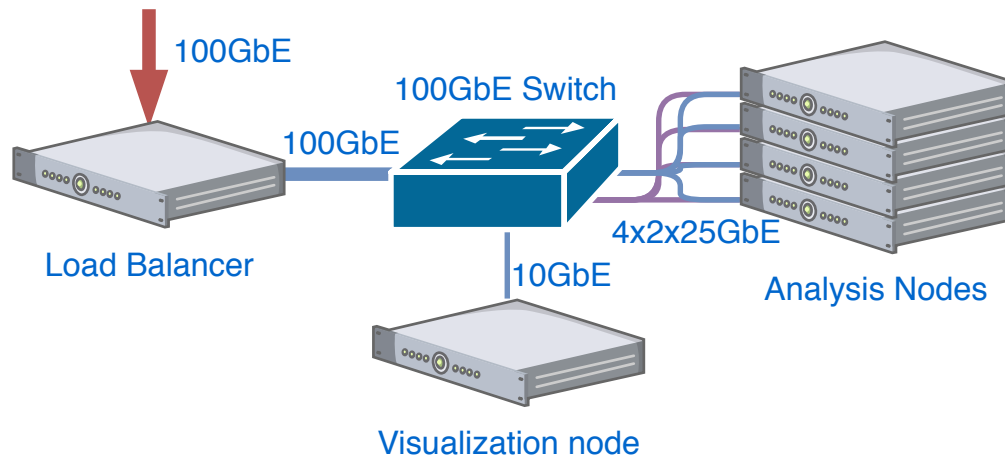 100GbE
100GbE Switch
100GbE
4x2x25GbE
Load Balancer
10GbE
Analysis Nodes
Visualization node